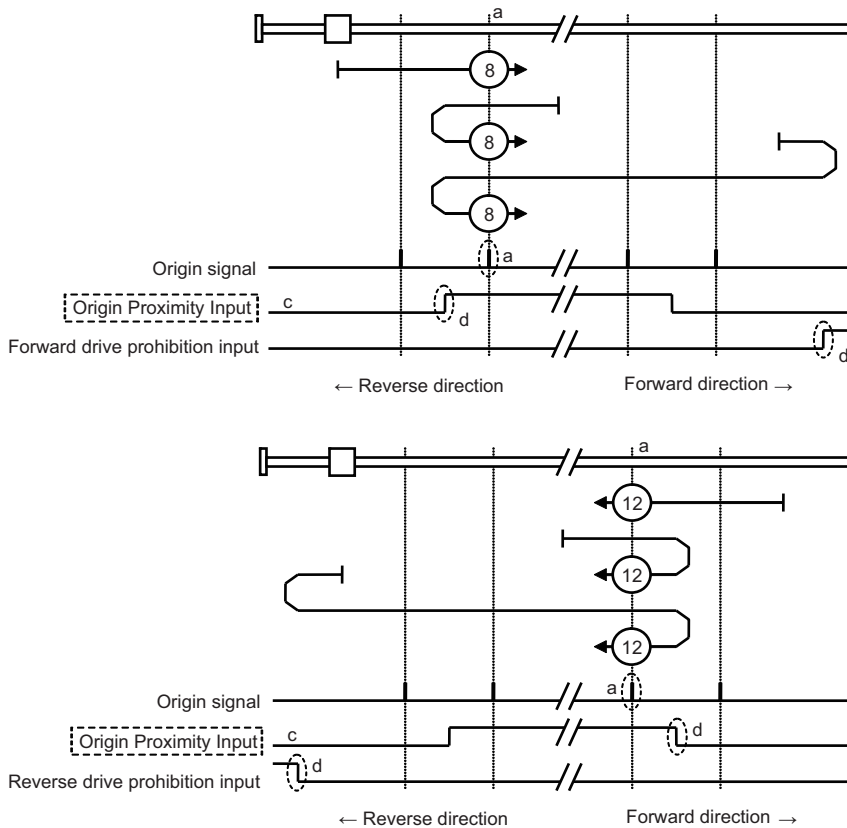 a
8
8
8
Origin signal
a
Origin Proximity Input
c
d
Forward drive prohibition input
d
← Reverse direction
Forward direction →
a
12
12
12
Origin signal
a
Origin Proximity Input
c
d
Reverse drive prohibition input
d
← Reverse direction
Forward direction →